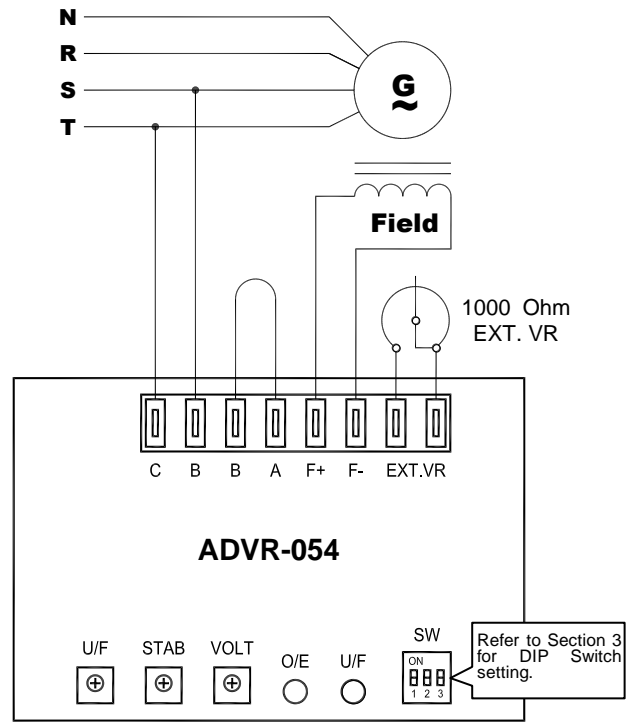 N
R
S
T
G
~
Field
1000 Ohm
EXT. VR
C B B A F+ F- EXT.VR
ADVR-054
U/F STAB VOLT O/E U/F SW
ON
1 2 3
Refer to Section 3
for DIP Switch
setting.